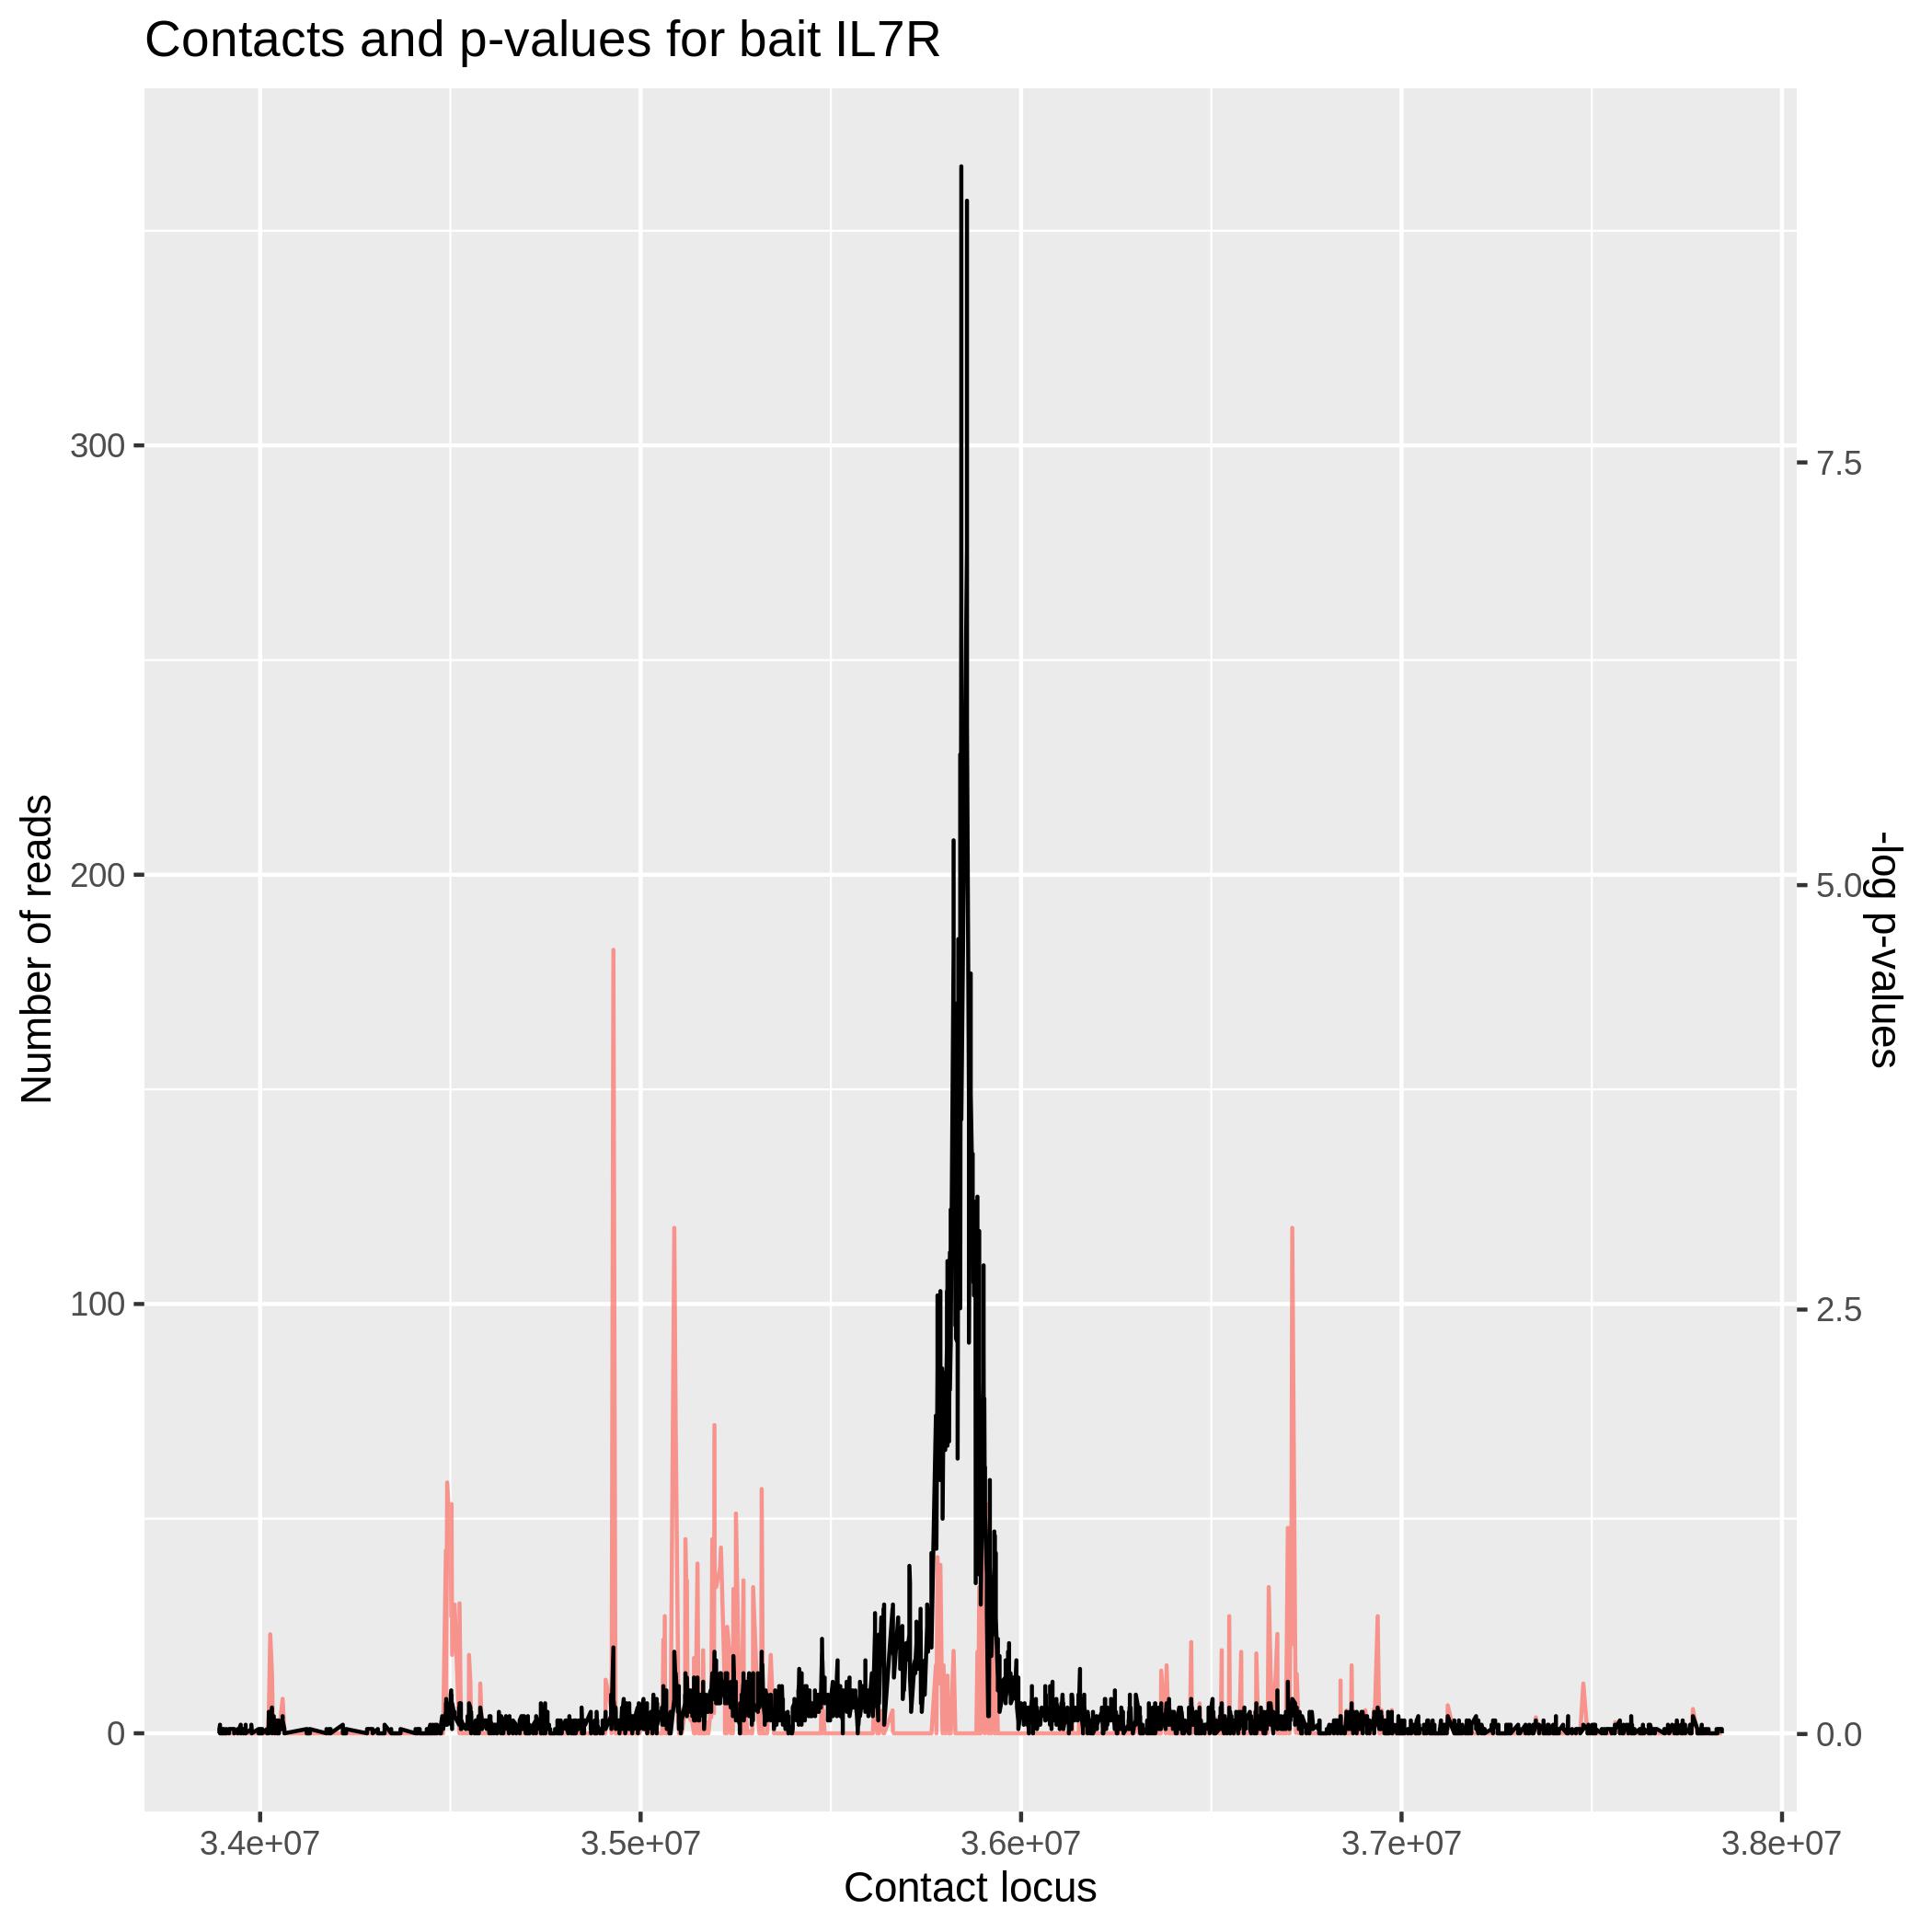 Contacts and p-values for bait IL7R
300
200
100
0
7.5
5.0
2.5
0.0
Number of reads
-log p-values
3.4e+07
3.5e+07
3.6e+07
3.7e+07
3.8e+07
Contact locus